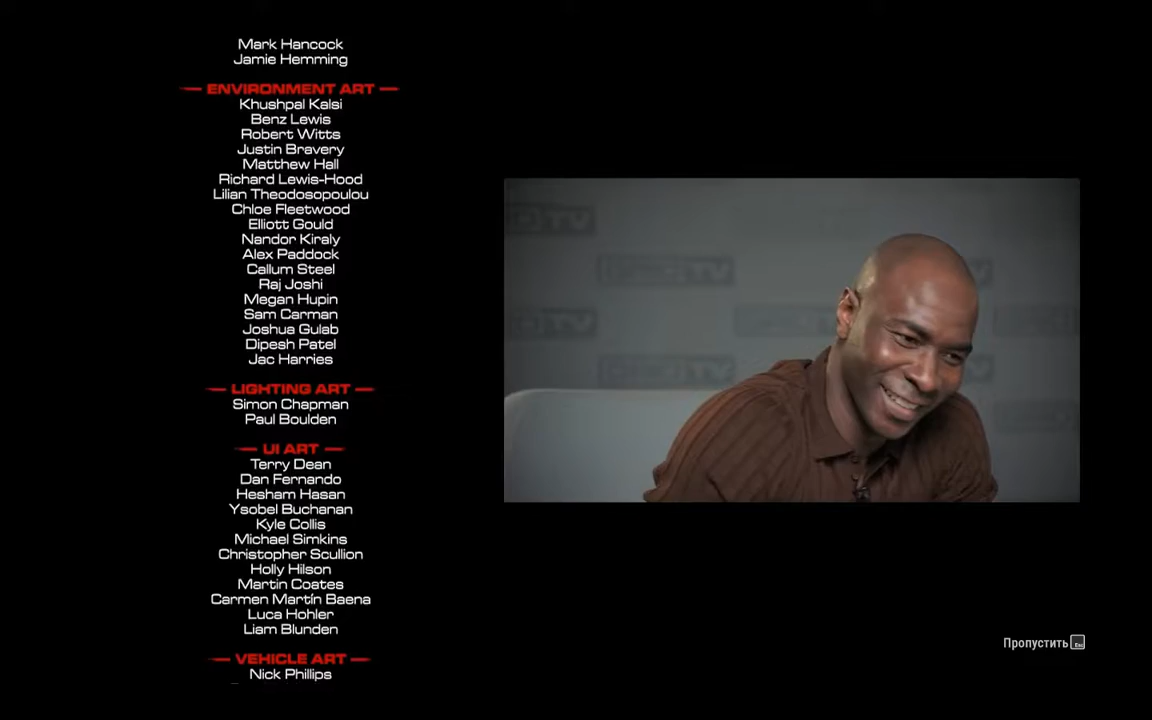 Mark Hancock
Jamie Hemming
ENVIRONMENT ART
Khushpal Kalsi
Benz Lewis
Robert Witts
Justin Bravery
Matthew Hall
Richard Lewis-Hood
Lilian Theodosopoulou
Chloe Fleetwood
Elliott Gould
Nandor Kiraly
Alex Paddock
Callum Steel
Raj Joshi
Megan Hupin
Sam Carman
Joshua Gulab
Dipesh Patel
Jac Harries
LIGHTING ART
Simon Chapman
Paul Boulden
UI ART
Terry Dean
Dan Fernando
Hesham Hasan
Ysobel Buchanan
Kyle Collis
Michael Simkins
Christopher Scullion
Holly Hilson
Martin Coates
Carmen Martín Baena
Luca Hohler
Liam Blunden
VEHICLE ART
Nick Phillips
Пропустить Esc